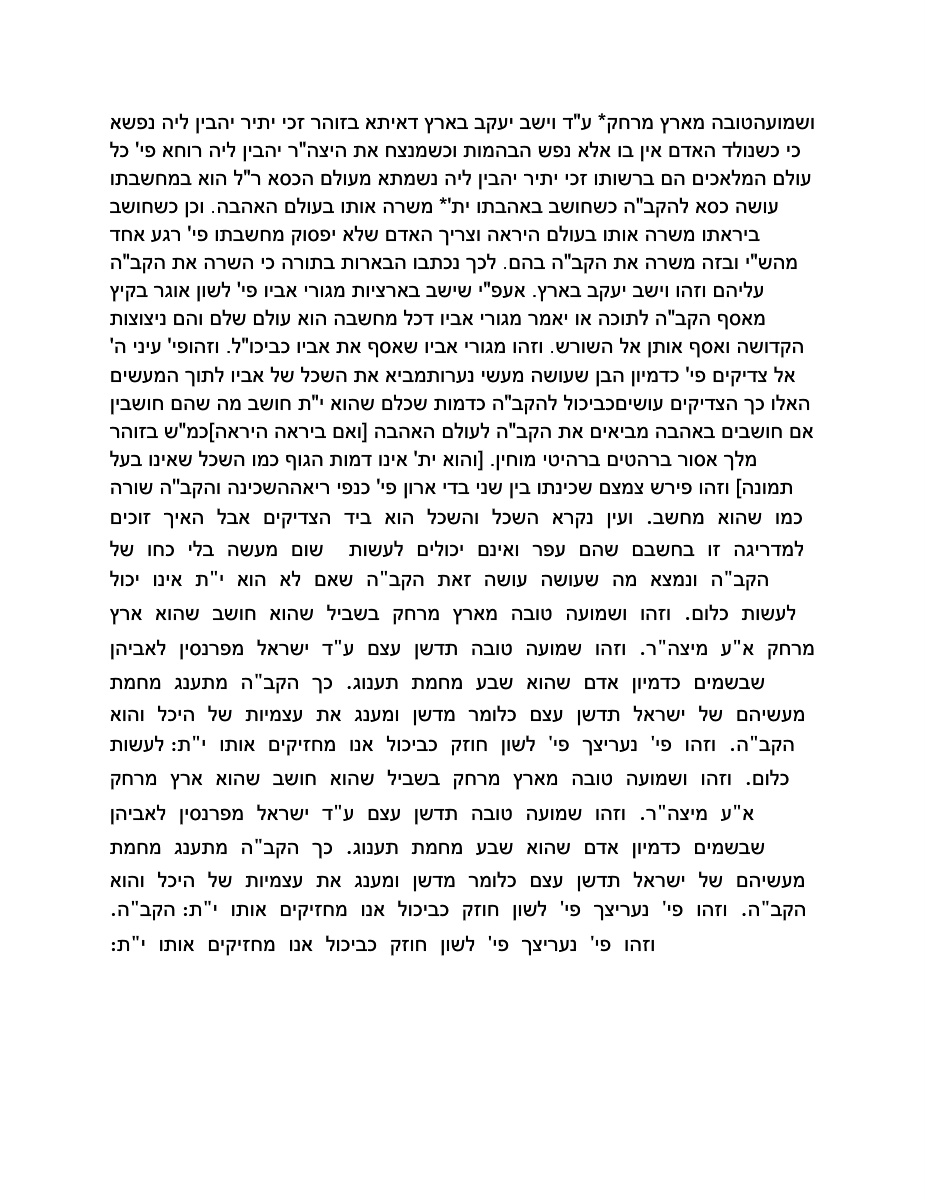 ושמועהטובה מארץ מרחק* ע"ד וישב יעקב בארץ דאיתא בזוהר זכי יתיר יהבין ליה נפשא
כי כשנולד האדם אין בו אלא נפש הבהמות וכשמנצח את היצה"ר יהבין ליה רוחא פי' כל
עולם המלאכים הם ברשותו זכי יתיר יהבין ליה נשמתא מעולם הכסא ר"ל הוא במחשבתו
עושה כסא להקב"ה כשחושב באהבתו ית'* משרה אותו בעולם האהבה. וכן כשחושב
ביראתו משרה אותו בעולם היראה וצריך האדם שלא יפסוק מחשבתו פי' רגע אחד
מהש"י ובזה משרה את הקב"ה בהם. לכך נכתבו הבארות בתורה כי השרה את הקב"ה
עליהם וזהו וישב יעקב בארץ. אעפ"י שישב בארציות מגורי אביו פי' לשון אוגר בקיץ
מאסף הקב"ה לתוכה או יאמר מגורי אביו דכל מחשבה הוא עולם שלם והם ניצוצות
הקדושה ואסף אותן אל השורש. וזהו מגורי אביו שאסף את אביו כביכו"ל. וזהופי' עיני ה'
אל צדיקים פי' כדמיון הבן שעושה מעשי נערותמביא את השכל של אביו לתוך המעשים
האלו כך הצדיקים עושיםכביכול להקב"ה כדמות שכלם שהוא י"ת חושב מה שהם חושבין
אם חושבים באהבה מביאים את הקב"ה לעולם האהבה [ואם ביראה היראה]כמ"ש בזוהר
מלך אסור ברהטים ברהיטי מוחין. [והוא ית' אינו דמות הגוף כמו השכל שאינו בעל
תמונה] וזהו פירש צמצם שכינתו בין שני בדי ארון פי' כנפי ריאההשכינה והקב"ה שורה
כמו שהוא מחשב. ועין נקרא השכל והשכל הוא ביד הצדיקים אבל האיך זוכים
למדריגה זו בחשבם שהם עפר ואינם יכולים לעשות שום מעשה בלי כחו של
הקב"ה ונמצא מה שעושה עושה זאת הקב"ה שאם לא הוא י"ת אינו יכול
לעשות כלום. וזהו ושמועה טובה מארץ מרחק בשביל שהוא חושב שהוא ארץ
מרחק א"ע מיצה"ר. וזהו שמועה טובה תדשן עצם ע"ד ישראל מפרנסין לאביהן
שבשמים כדמיון אדם שהוא שבע מחמת תענוג. כך הקב"ה מתענג מחמת
מעשיהם של ישראל תדשן עצם כלומר מדשן ומענג את עצמיות של היכל והוא
הקב"ה. וזהו פי' נעריצך פי' לשון חוזק כביכול אנו מחזיקים אותו י"ת: לעשות
כלום. וזהו ושמועה טובה מארץ מרחק בשביל שהוא חושב שהוא ארץ מרחק
א"ע מיצה"ר. וזהו שמועה טובה תדשן עצם ע"ד ישראל מפרנסין לאביהן
שבשמים כדמיון אדם שהוא שבע מחמת תענוג. כך הקב"ה מתענג מחמת
מעשיהם של ישראל תדשן עצם כלומר מדשן ומענג את עצמיות של היכל והוא
הקב"ה. וזהו פי' נעריצך פי' לשון חוזק כביכול אנו מחזיקים אותו י"ת: הקב"ה.
וזהו פי' נעריצך פי' לשון חוזק כביכול אנו מחזיקים אותו י"ת: